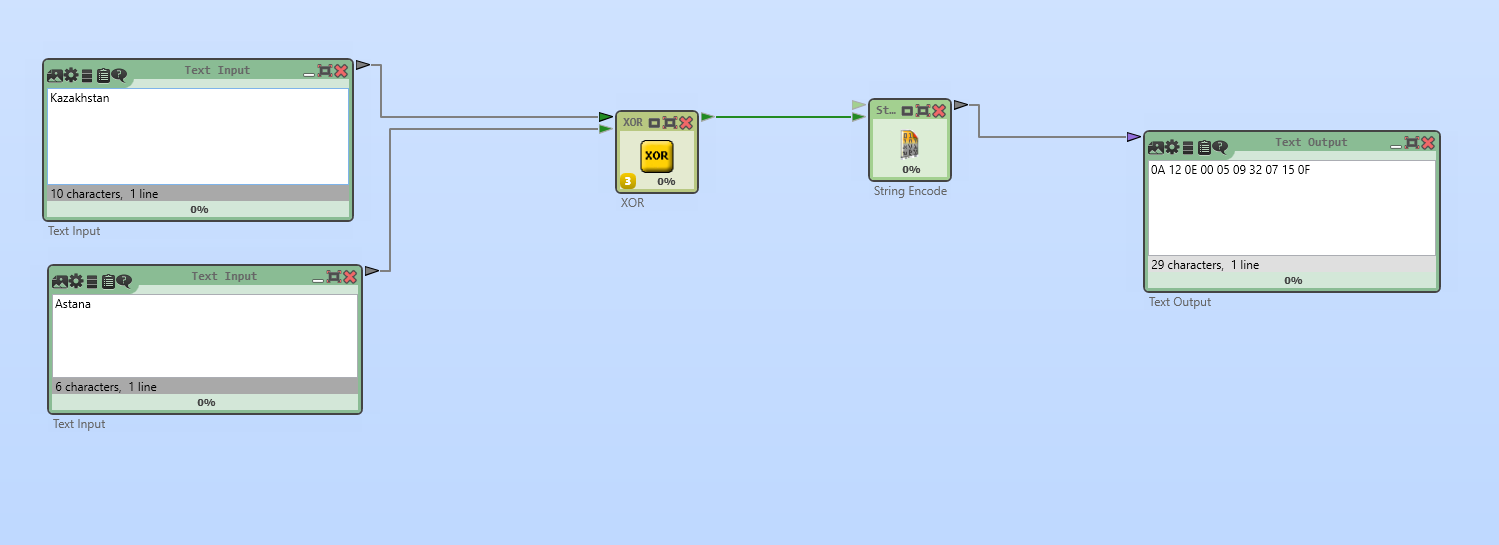 Text Input
Kazakhstan
10 characters, 1 line
0%
Text Input
Text Input
Astana
6 characters, 1 line
0%
Text Input
XOR
XOR
3
0%
XOR
St...
0%
String Encode
Text Output
0A 12 0E 00 05 09 32 07 15 0F
29 characters, 1 line
0%
Text Output